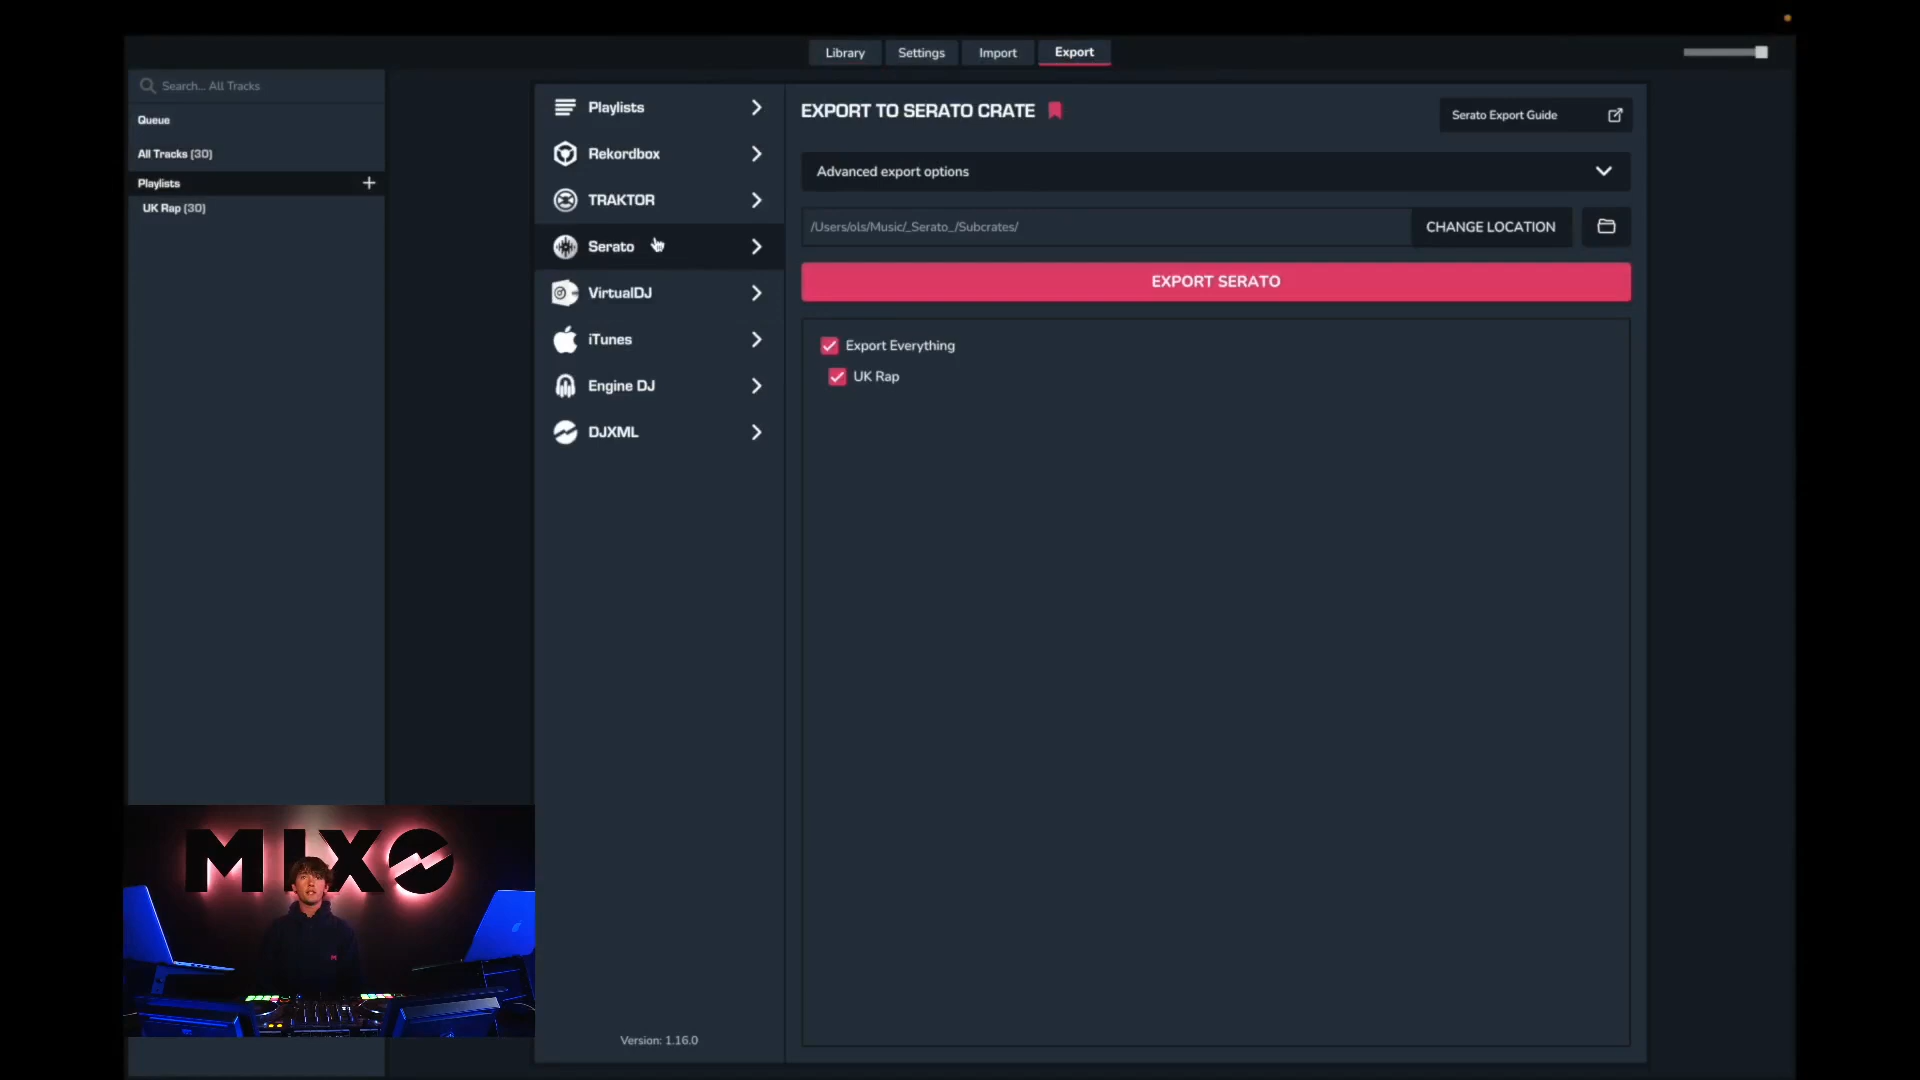 Library
Settings
Import
Export
Search... All Tracks
Queue
All Tracks (30)
Playlists
UK Rap (30)
Playlists
Rekordbox
TRAKTOR
Serato
VirtualDJ
iTunes
Engine DJ
DJXML
Version: 1.16.0
EXPORT TO SERATO CRATE
Serato Export Guide
Advanced export options
/Users/ols/Music/_Serato_/Subcrates/
CHANGE LOCATION
EXPORT SERATO
Export Everything
UK Rap
MIXO